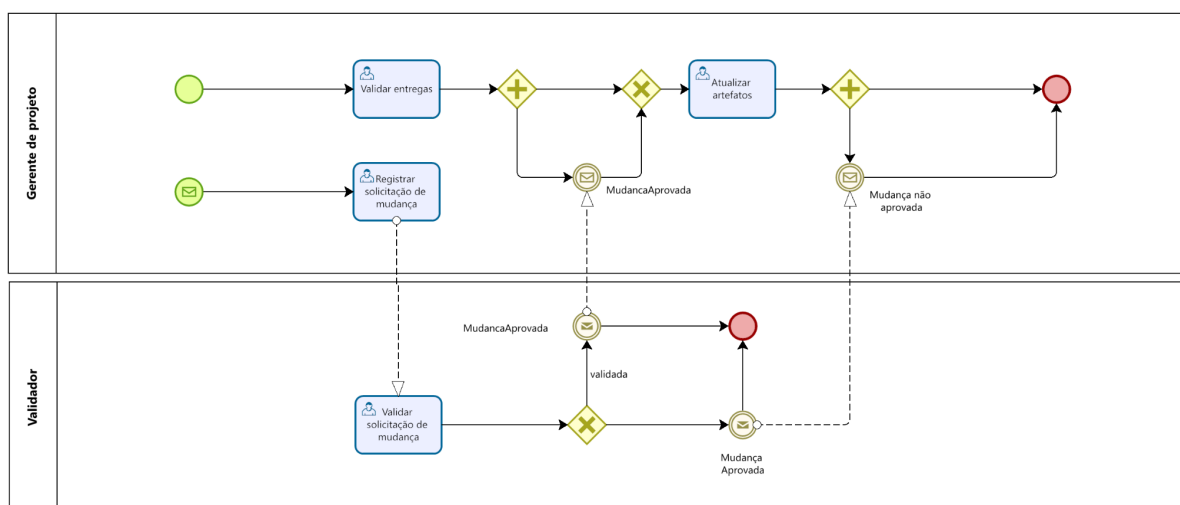 Gerente de projeto
Validar entregas
Atualizar
artefatos
Registrar
solicitação de
mudança
MudancaAprovada
Mudança não
aprovada
Validador
MudancaAprovada
validada
Validar
solicitação de
mudança
Mudança
Aprovada